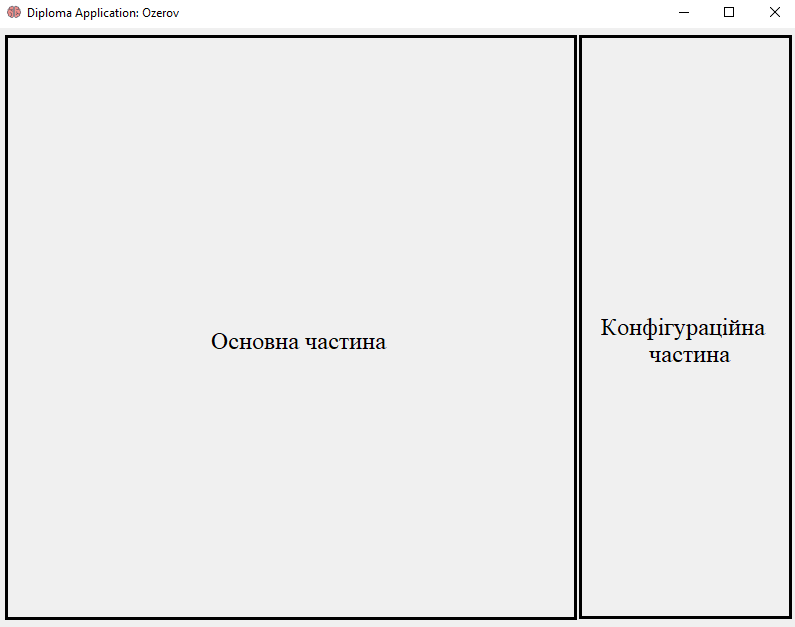 Diploma Application: Ozerov
Основна частина
Конфігураційна
частина